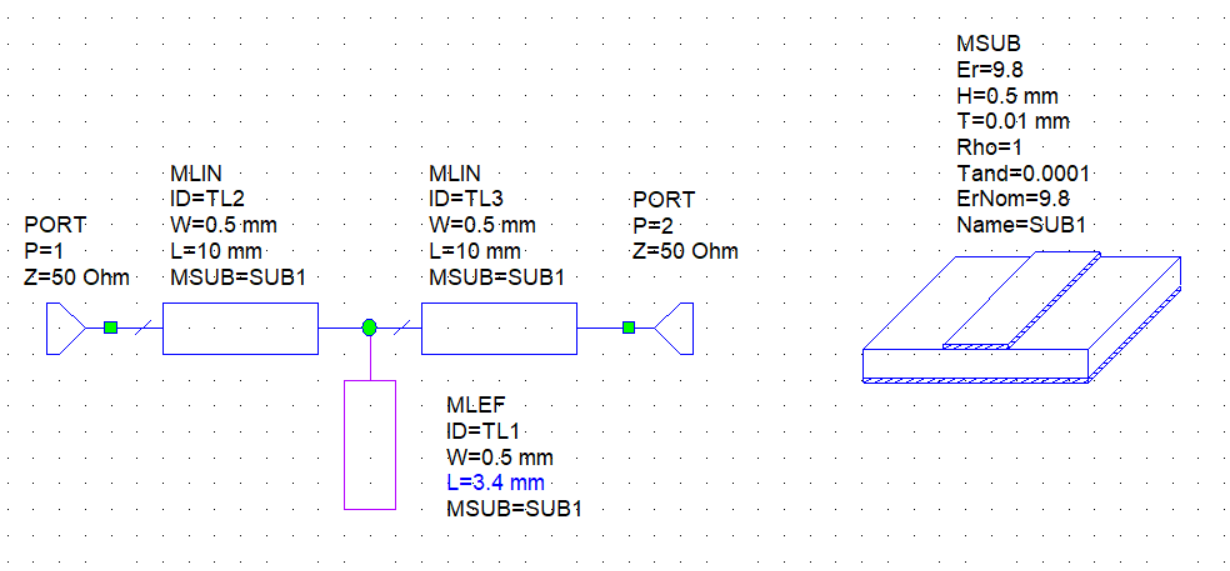 MSUB
Er=9.8
H=0.5 mm
T=0.01 mm
Rho=1
Tand=0.0001
ErNom=9.8
Name=SUB1
MLIN
ID=TL2
W=0.5 mm
L=10 mm
MSUB=SUB1
MLIN
ID=TL3
W=0.5 mm
L=10 mm
MSUB=SUB1
PORT
P=1
Z=50 Ohm
PORT
P=2
Z=50 Ohm
MLEF
ID=TL1
W=0.5 mm
L=3.4 mm
MSUB=SUB1